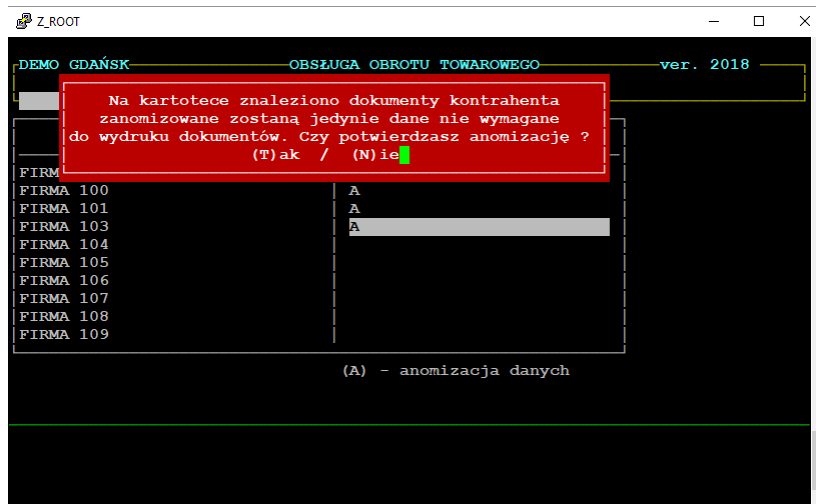 Z_ROOT
DEMO GDAŃSK OBSŁUGA OBROTU TOWAROWEGO ver. 2018
Na kartotece znaleziono dokumenty kontrahenta
zanomizowane zostaną jedynie dane nie wymagane
do wydruku dokumentów. Czy potwierdzasz anomizację ?
(T)ak / (N)ie
FIRM
FIRMA 100 A
FIRMA 101 A
FIRMA 103 A
FIRMA 104
FIRMA 105
FIRMA 106
FIRMA 107
FIRMA 108
FIRMA 109
(A) - anomizacja danych